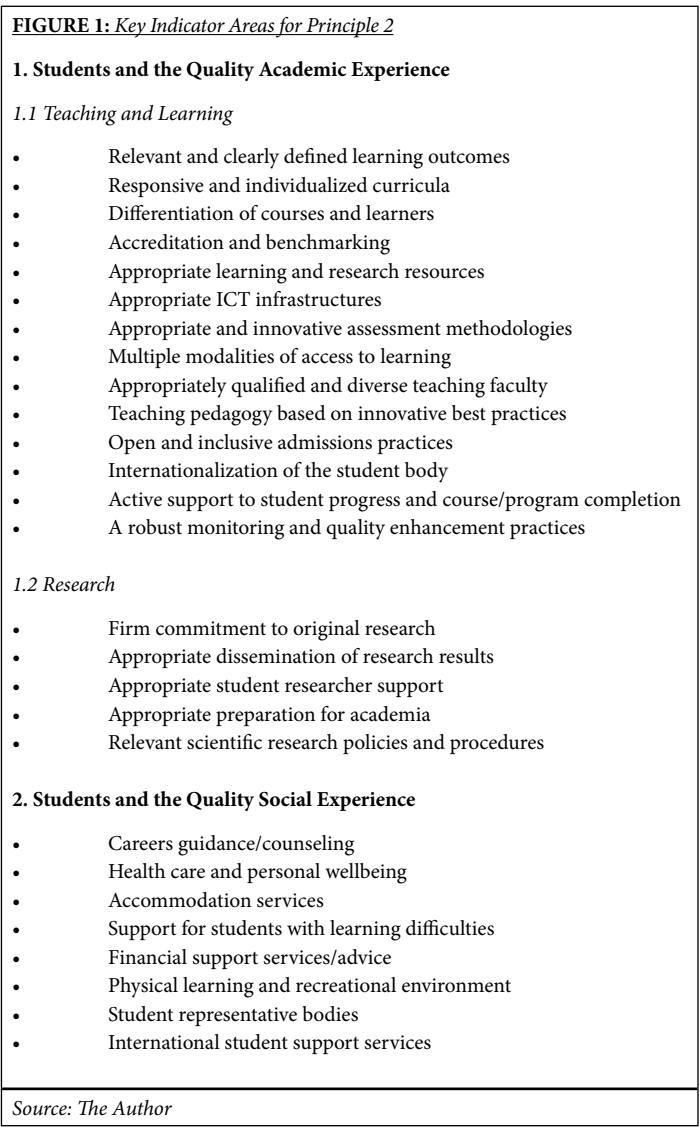 FIGURE 1: Key Indicator Areas for Principle 2
1. Students and the Quality Academic Experience
1.1 Teaching and Learning
• Relevant and clearly defined learning outcomes
• Responsive and individualized curricula
• Differentiation of courses and learners
• Accreditation and benchmarking
• Appropriate learning and research resources
• Appropriate ICT infrastructures
• Appropriate and innovative assessment methodologies
• Multiple modalities of access to learning
• Appropriately qualified and diverse teaching faculty
• Teaching pedagogy based on innovative best practices
• Open and inclusive admissions practices
• Internationalization of the student body
• Active support to student progress and course/program completion
• A robust monitoring and quality enhancement practices
1.2 Research
• Firm commitment to original research
• Appropriate dissemination of research results
• Appropriate student researcher support
• Appropriate preparation for academia
• Relevant scientific research policies and procedures
2. Students and the Quality Social Experience
• Careers guidance/counseling
• Health care and personal wellbeing
• Accommodation services
• Support for students with learning difficulties
• Financial support services/advice
• Physical learning and recreational environment
• Student representative bodies
• International student support services
Source: The Author